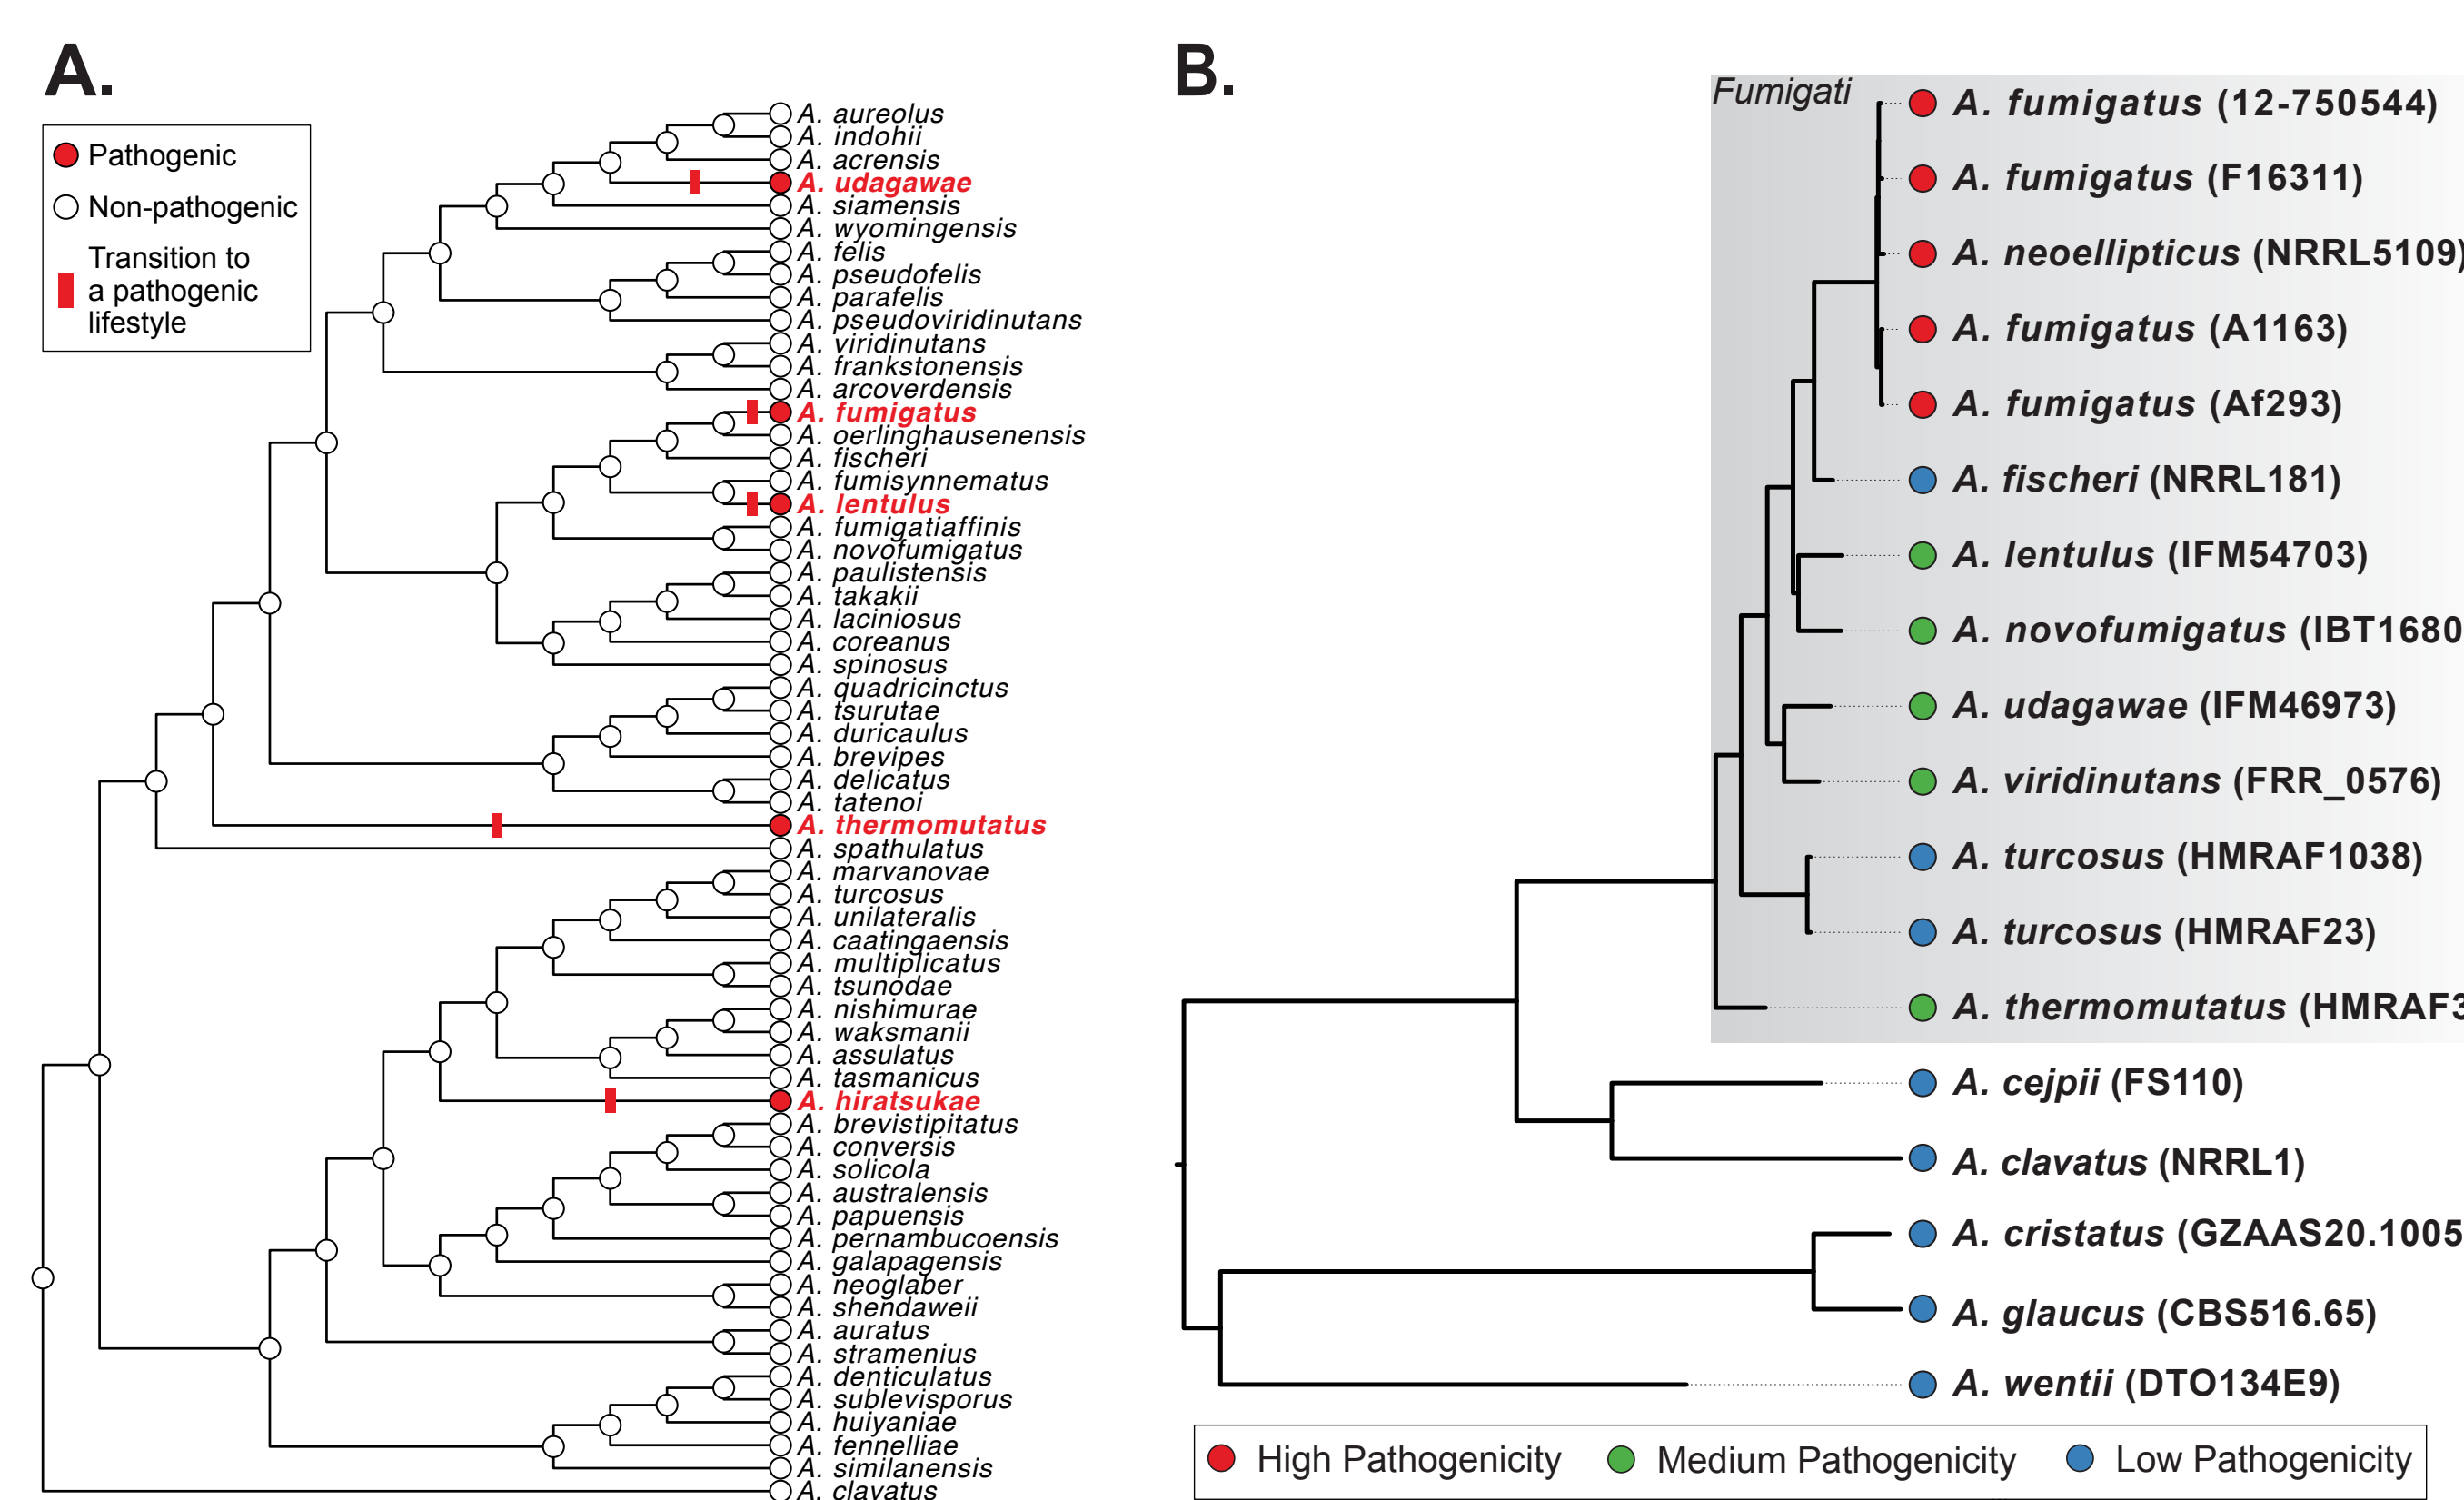 A.
Pathogenic
Non-pathogenic
Transition to
a pathogenic
lifestyle
A. aureolus
A. indohii
A. acrensis
A. udagawae
A. siamensis
A. wyomingensis
A. felis
A. pseudofelis
A. parafelis
A. pseudoviridinutans
A. viridinutans
A. frankstonensis
A. arcoverdensis
A. fumigatus
A. oerlinghausenensis
A. fischeri
A. fumisynnematus
A. lentulus
A. fumigatiaffinis
A. novofumigatus
A. paulistensis
A. takakii
A. laciniosus
A. coreanus
A. spinosus
A. quadricinctus
A. tsurutae
A. duricaulus
A. brevipes
A. delicatus
A. tatenoi
A. thermomutatus
A. spathulatus
A. marvanovae
A. turcosus
A. unilateralis
A. caatingaensis
A. multiplicatus
A. tsunodae
A. nishimurae
A. waksmanii
A. assulatus
A. tasmanicus
A. hiratsukae
A. brevistipitatus
A. conversis
A. solicola
A. australensis
A. papuensis
A. pernambucoensis
A. galapagensis
A. neoglaber
A. shendaweii
A. auratus
A. stramenius
A. denticulatus
A. sublevisporus
A. huiyaniae
A. fennelliae
A. similanensis
A. clavatus
B.
Fumigati
A. fumigatus (12-750544)
A. fumigatus (F16311)
A. neoellipticus (NRRL5109)
A. fumigatus (A1163)
A. fumigatus (Af293)
A. fischeri (NRRL181)
A. lentulus (IFM54703)
A. novofumigatus (IBT1680
A. udagawae (IFM46973)
A. viridinutans (FRR_0576)
A. turcosus (HMRAF1038)
A. turcosus (HMRAF23)
A. thermomutatus (HMRAF3
A. cejpii (FS110)
A. clavatus (NRRL1)
A. cristatus (GZAAS20.1005
A. glaucus (CBS516.65)
A. wentii (DTO134E9)
High Pathogenicity
Medium Pathogenicity
Low Pathogenicity